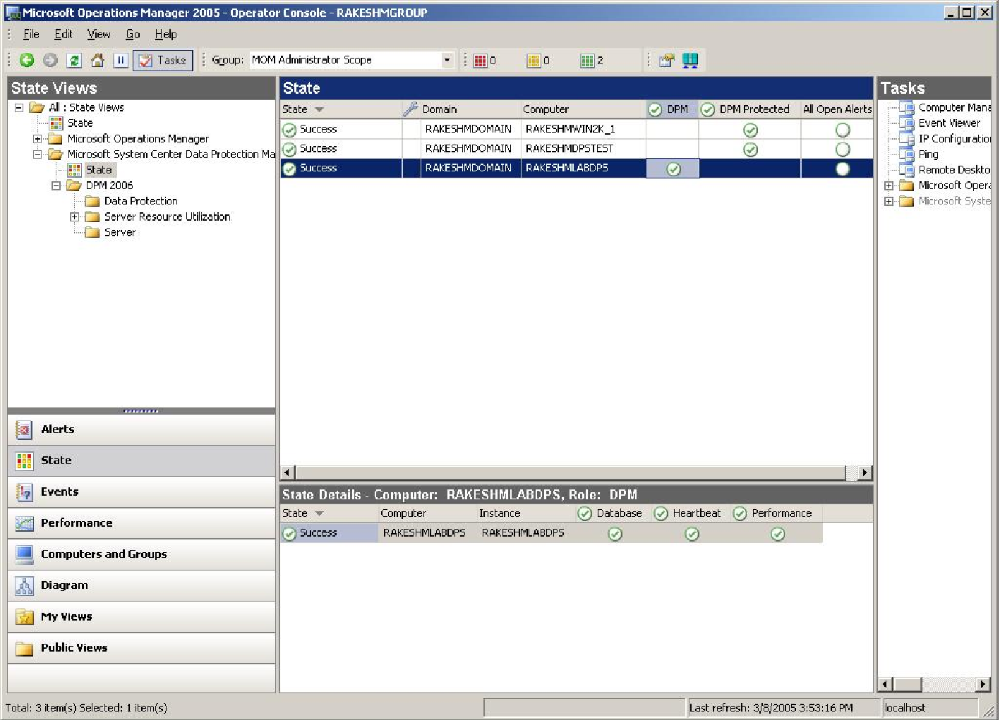 Microsoft Operations Manager 2005 - Operator Console - RAKESHMGROUP
File Edit View Go Help
Tasks Group: MOM Administrator Scope 0 0 2
State Views
All : State Views
State
Microsoft Operations Manager
Microsoft System Center Data Protection Ma
State
DPM 2006
Data Protection
Server Resource Utilization
Server
Alerts
State
Events
Performance
Computers and Groups
Diagram
My Views
Public Views
State
State Domain Computer DPM DPM Protected All Open Alerts
Success RAKESHMDOMAIN RAKESHMWIN2K_1
Success RAKESHMDOMAIN RAKESHMDPSTEST
Success RAKESHMDOMAIN RAKESHMLABDPS
State Details - Computer: RAKESHMLABDPS, Role: DPM
State Computer Instance Database Heartbeat Performance
Success RAKESHMLABDPS RAKESHMLABDPS
Tasks
Computer Mana
Event Viewer
IP Configuratio
Ping
Remote Deskto
Microsoft Opera
Microsoft Syste
Total: 3 item(s) Selected: 1 item(s)
Last refresh: 3/8/2005 3:53:16 PM
localhost